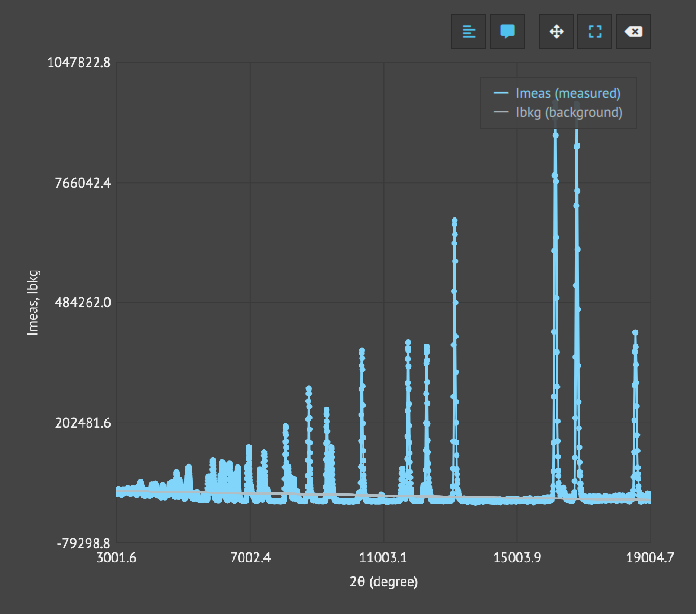 1047822.8
Imeas (measured)
Ibkg (background)
766042.4
484262.0
Imeas, Ibkg
202481.6
-79298.8
3001.6 7002.4 11003.1 15003.9 19004.7
2θ (degree)